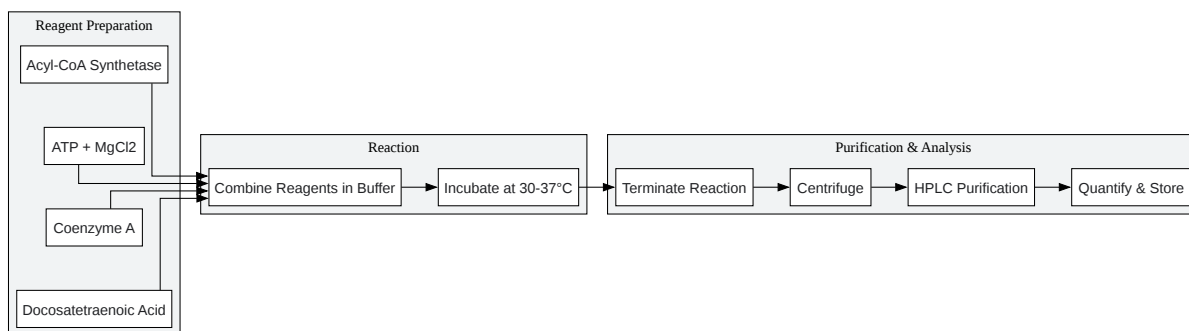 Reagent Preparation
Acyl-CoA Synthetase
ATP + MgCl2
Coenzyme A
Docosatetraenoic Acid
Reaction
Combine Reagents in Buffer
Incubate at 30-37°C
Purification & Analysis
Terminate Reaction
Centrifuge
HPLC Purification
Quantify & Store